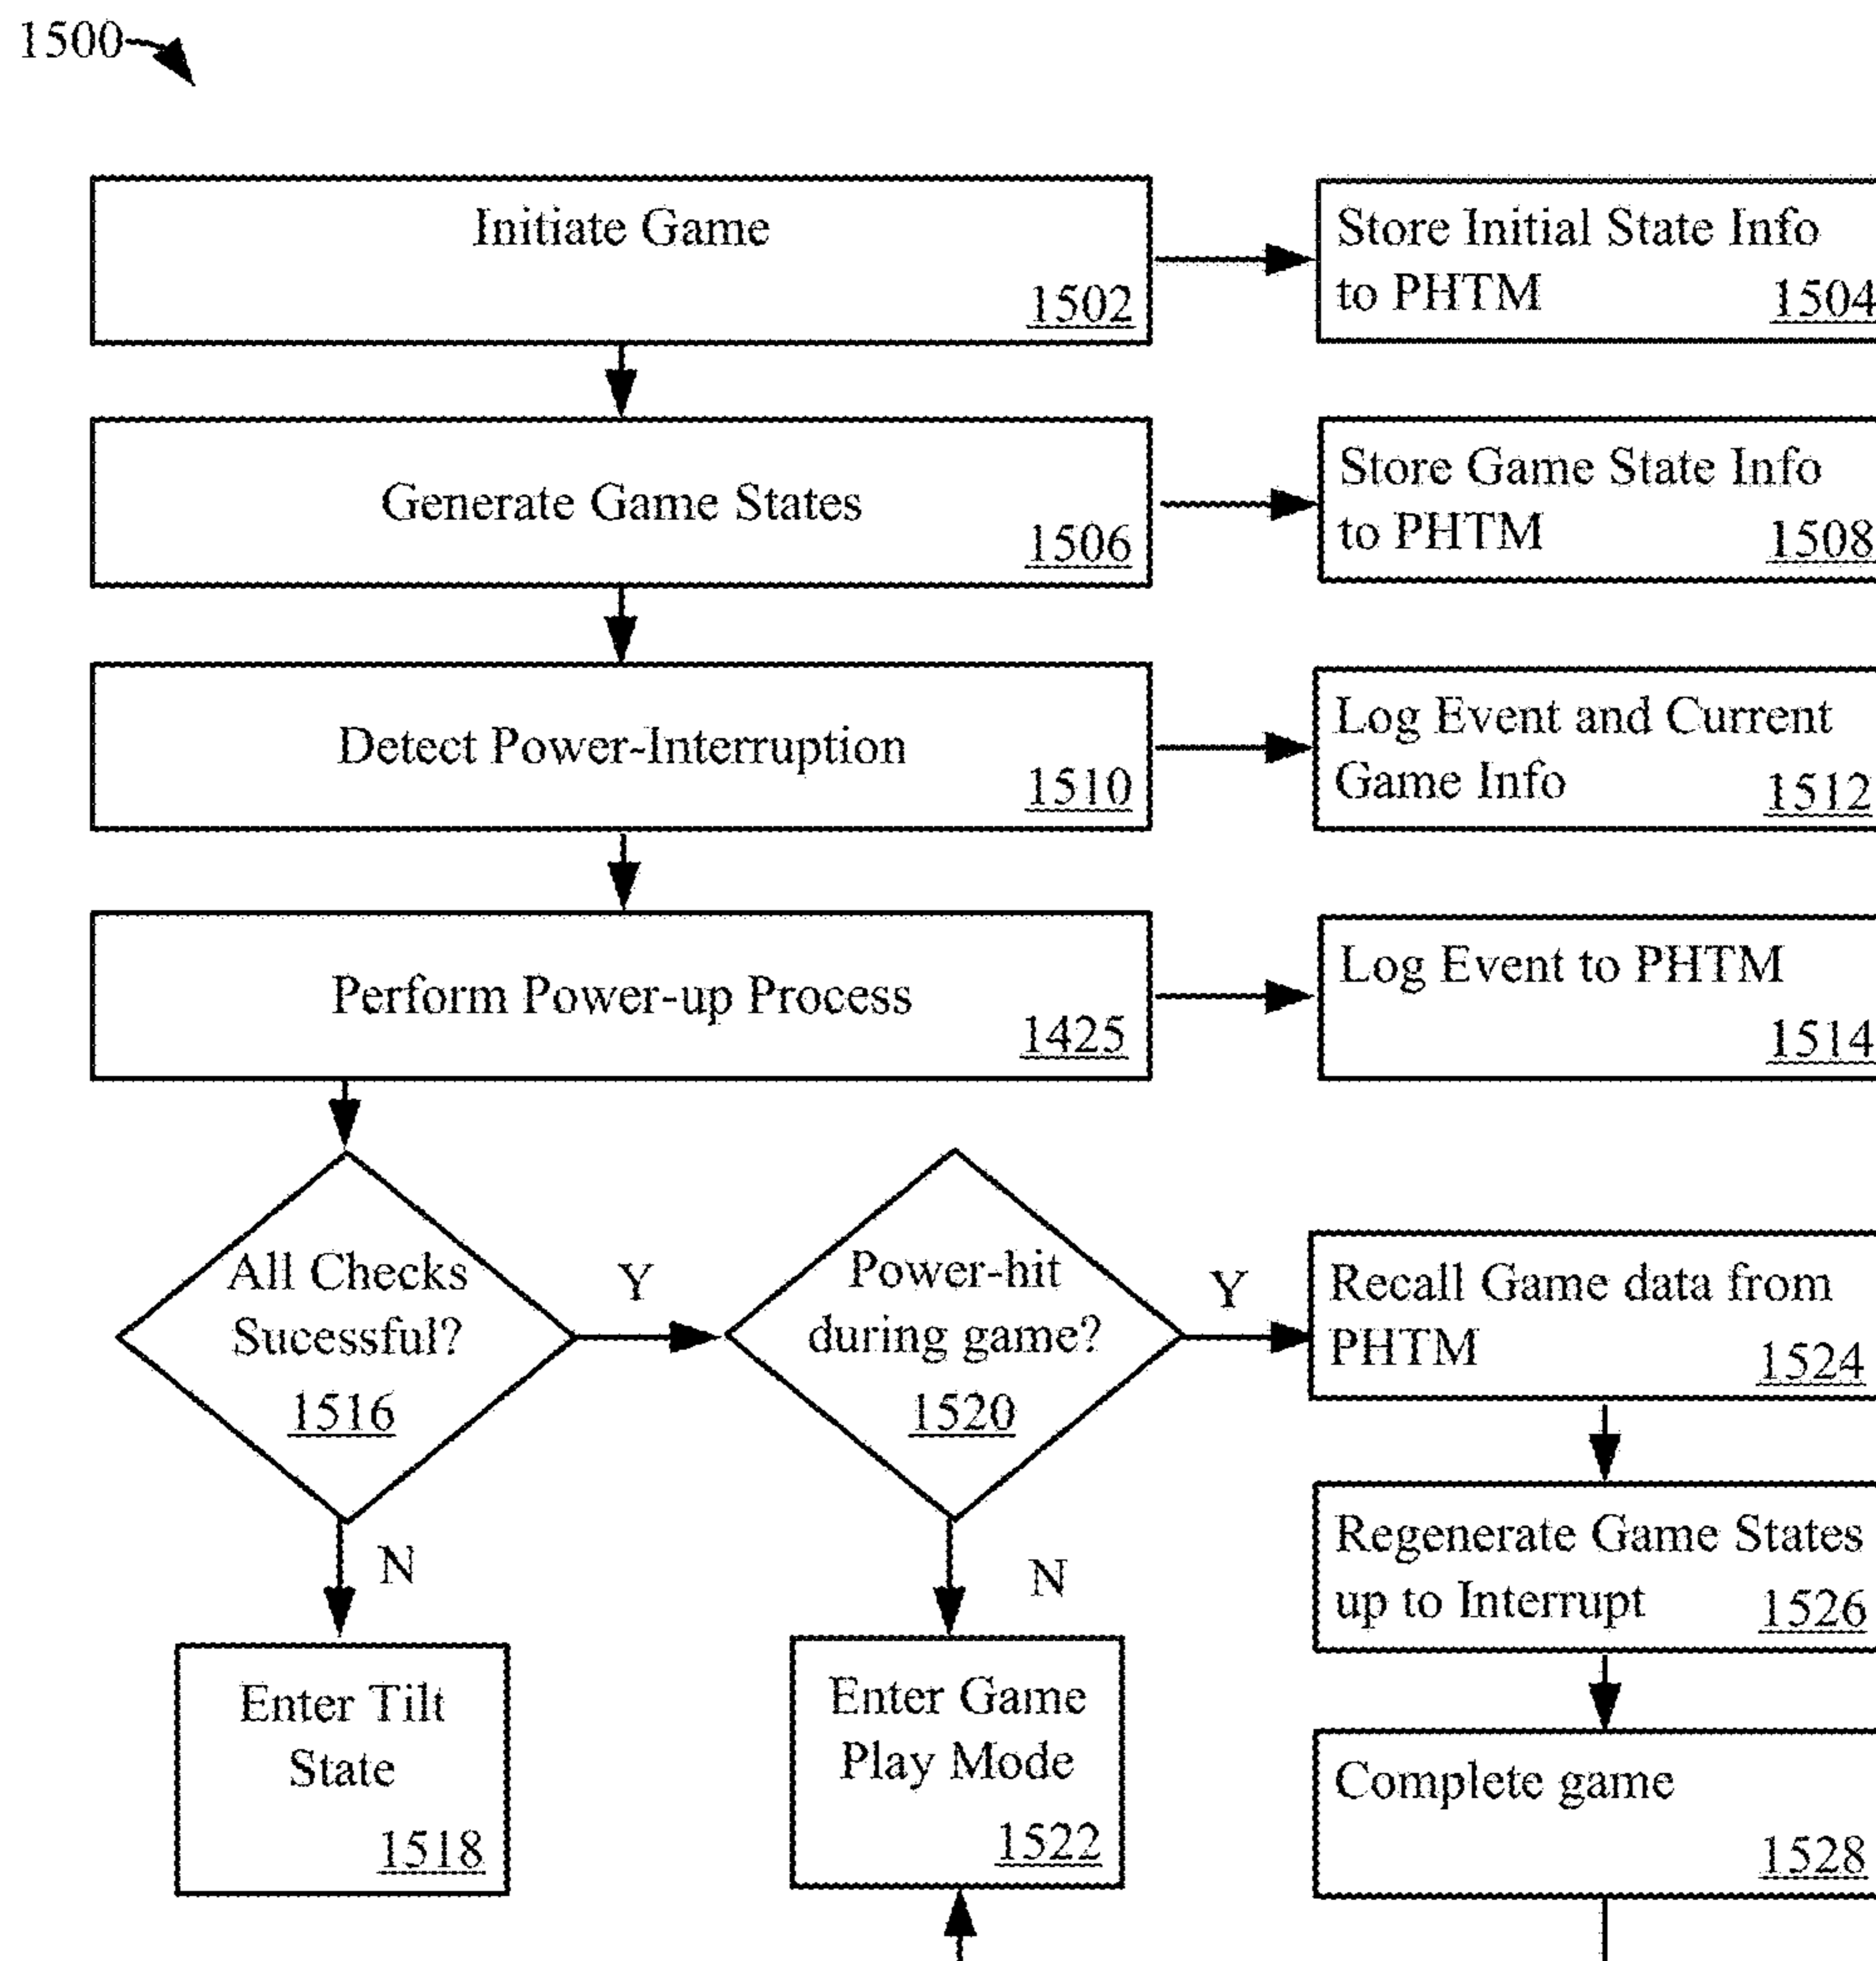 1500
Initiate Game
1502
Store Initial State Info
to PHTM
1504
Generate Game States
1506
Store Game State Info
to PHTM
1508
Detect Power-Interruption
1510
Log Event and Current
Game Info
1512
Perform Power-up Process
1425
Log Event to PHTM
1514
All Checks
Sucessful?
1516
Y
Power-hit
during game?
1520
Y
Recall Game data from
PHTM
1524
N
N
Regenerate Game States
up to Interrupt
1526
Enter Tilt
State
1518
Enter Game
Play Mode
1522
Complete game
1528